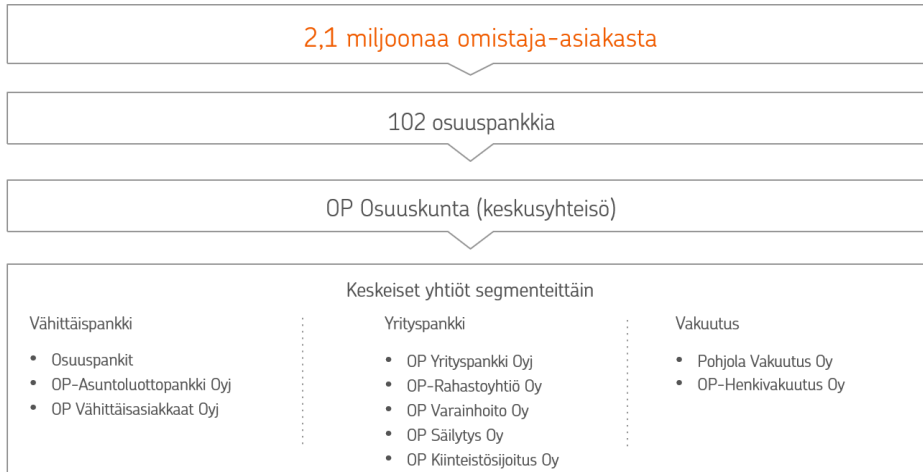 2,1 miljoonaa omistaja-asiakasta
102 osuuspankkia
OP Osuuskunta (keskusyhteisö)
Keskeiset yhtiöt segmenteittäin
Vähittäispankki
• Osuuspankit
• OP-Asuntoluottopankki Oyj
• OP Vähittäisasiakkaat Oyj
Yrityspankki
• OP Yrityspankki Oyj
• OP-Rahastoyhtiö Oy
• OP Varainhoito Oy
• OP Säilytys Oy
• OP Kiinteistösijoitus Oy
Vakuutus
• Pohjola Vakuutus Oy
• OP-Henkivakuutus Oy